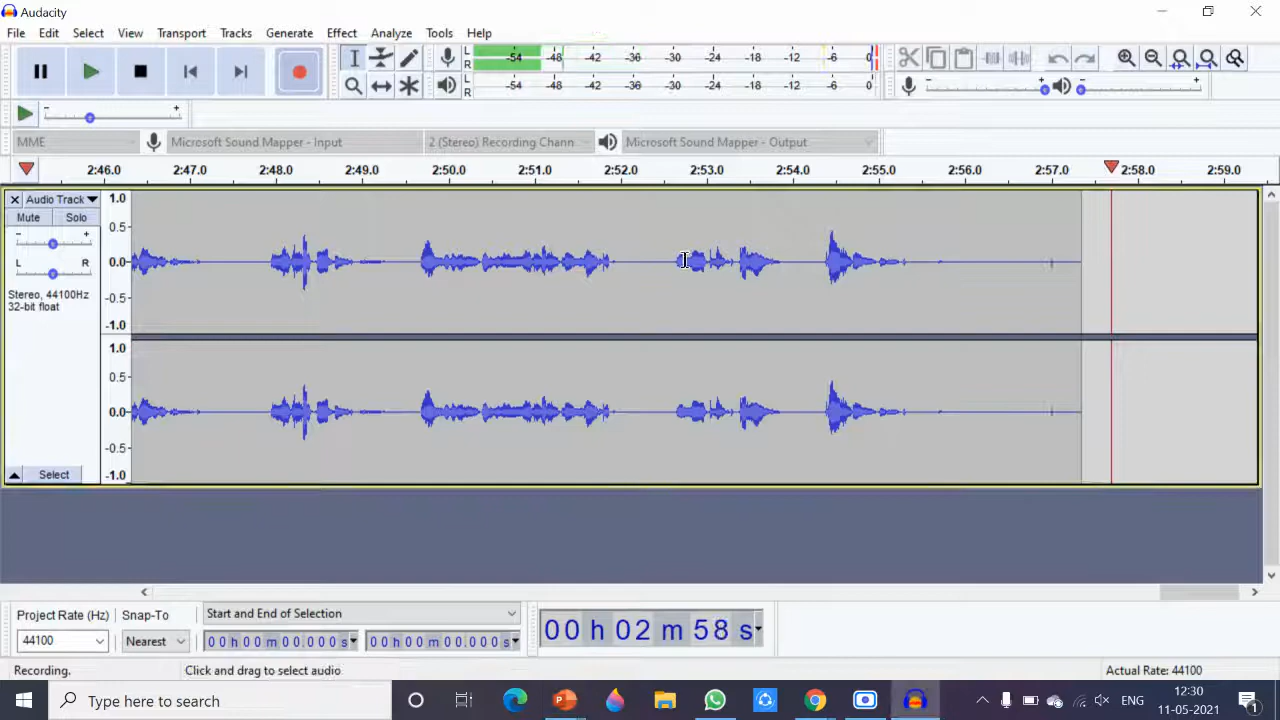 Audacity
File Edit Select View Transport Tracks Generate Effect Analyze Tools Help
L R -54 -48 -42 -36 -30 -24 -18 -12 -6 0
L R -54 -48 -42 -36 -30 -24 -18 -12 -6 0
- + - +
- +
MME Microsoft Sound Mapper - Input 2 (Stereo) Recording Chann Microsoft Sound Mapper - Output
2:46.0 2:47.0 2:48.0 2:49.0 2:50.0 2:51.0 2:52.0 2:53.0 2:54.0 2:55.0 2:56.0 2:57.0 2:58.0 2:59.0
Audio Track 1.0
Mute Solo
- + 0.5
L R 0.0
Stereo, 44100Hz -0.5
32-bit float
-1.0
1.0
0.5
0.0
-0.5
Select -1.0
Project Rate (Hz) Snap-To Start and End of Selection
44100 Nearest 00 h 00 m 00.000 s 00 h 00 m 00.000 s 00 h 02 m 58 s
Recording. Click and drag to select audio Actual Rate: 44100
Type here to search ENG 12:30
11-05-2021 1